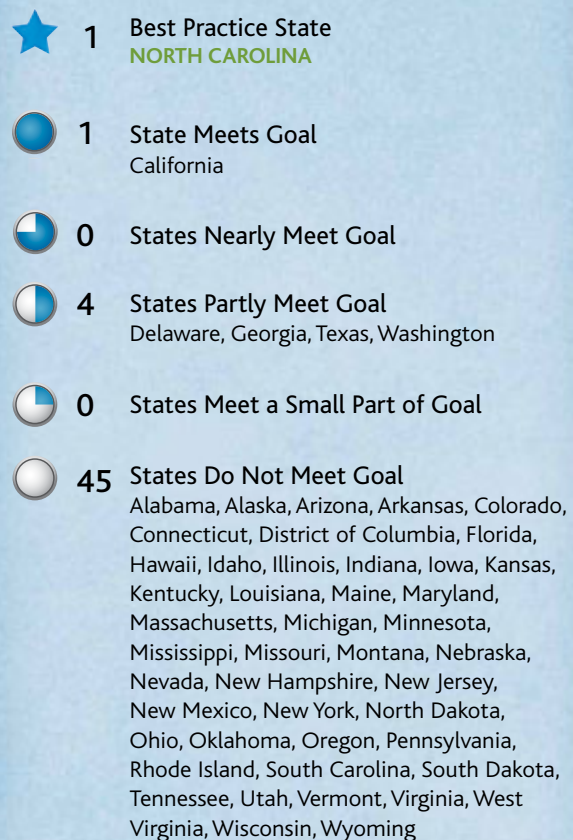 1 Best Practice State
NORTH CAROLINA
1 State Meets Goal
California
0 States Nearly Meet Goal
4 States Partly Meet Goal
Delaware, Georgia, Texas, Washington
0 States Meet a Small Part of Goal
45 States Do Not Meet Goal
Alabama, Alaska, Arizona, Arkansas, Colorado,
Connecticut, District of Columbia, Florida,
Hawaii, Idaho, Illinois, Indiana, Iowa, Kansas,
Kentucky, Louisiana, Maine, Maryland,
Massachusetts, Michigan, Minnesota,
Mississippi, Missouri, Montana, Nebraska,
Nevada, New Hampshire, New Jersey,
New Mexico, New York, North Dakota,
Ohio, Oklahoma, Oregon, Pennsylvania,
Rhode Island, South Carolina, South Dakota,
Tennessee, Utah, Vermont, Virginia, West
Virginia, Wisconsin, Wyoming